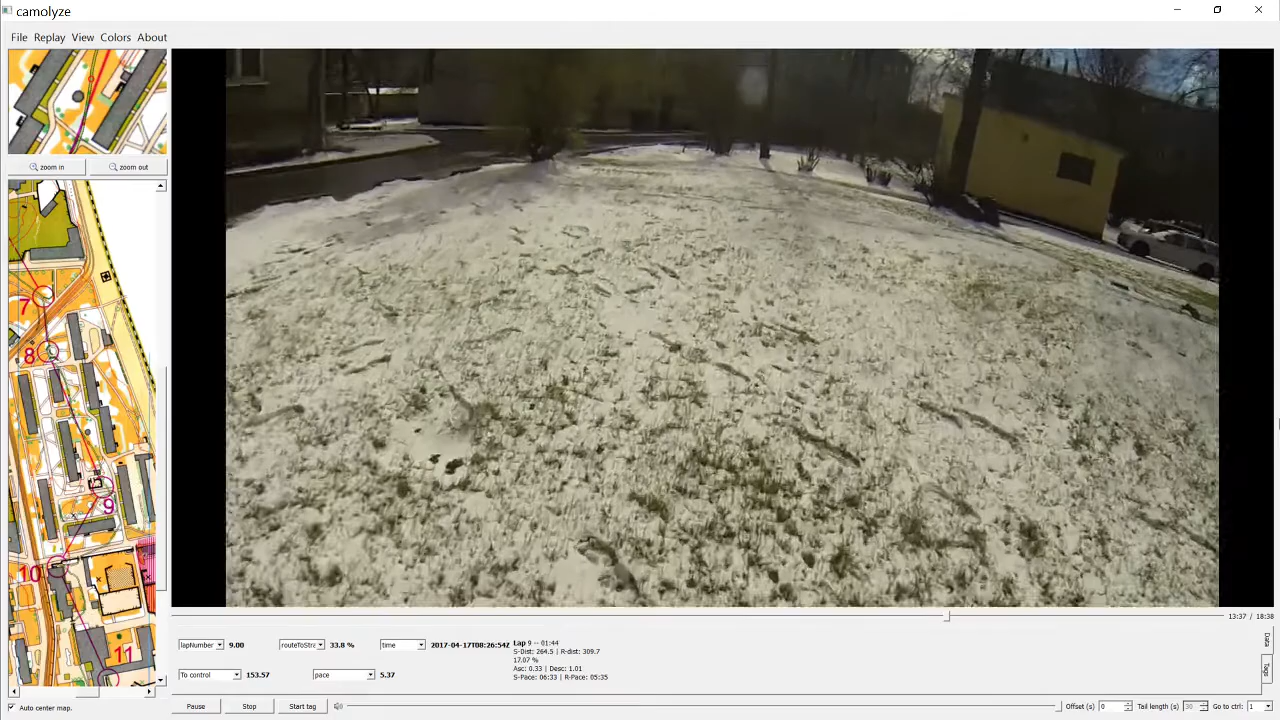 camolyze
File Replay View Colors About
zoom in zoom out
7
8
9
10
11
13:37 / 18:38
lapNumber 9.00 routeToStra 33.8 % time 2017-04-17T08:26:54Z
To control 153.57 pace 5.37
Lap 9 -- 01:44
S-Dist: 264.5 | R-dist: 309.7
17.07 %
Asc: 0.33 | Desc: 1.01
S-Pace: 06:33 | R-Pace: 05:35
Data
Tags
Auto center map.
Pause Stop Start tag Offset (s) 0 Tail length (s) 30 Go to ctrl: 1